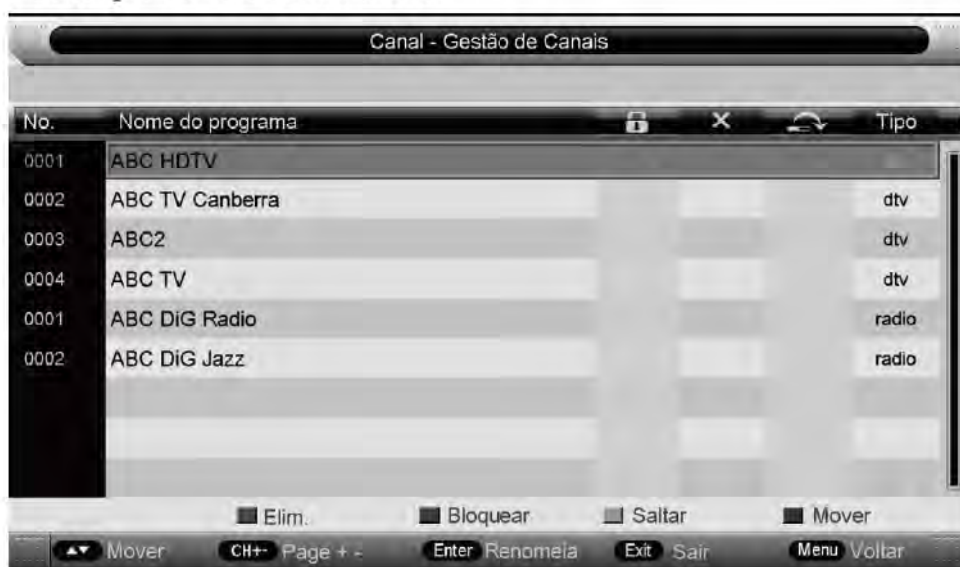 Canal - Gestão de Canais
No. Nome do programa Tipo
0001 ABC HDTV
0002 ABC TV Canberra dtv
0003 ABC2 dtv
0004 ABC TV dtv
0001 ABC DiG Radio radio
0002 ABC DiG Jazz radio
Elim. Bloquear Saltar Mover
Mover CH+- Page + - Enter Renomeia Exit Sair Menu Voltar